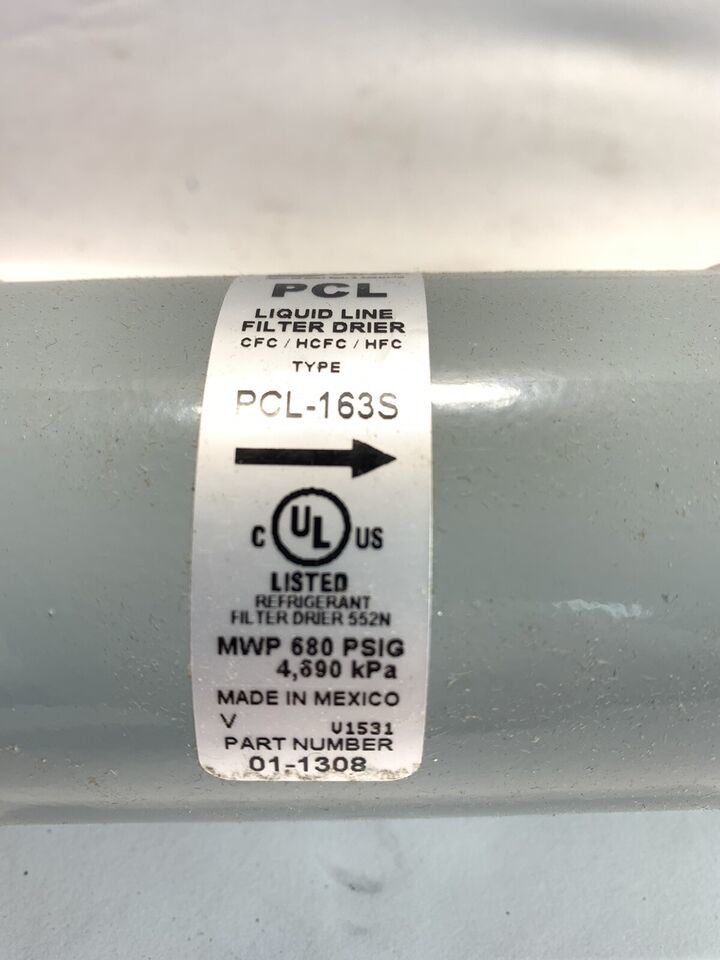 PCL
LIQUID LINE
FILTER DRIER
CFC / HCFC / HFC
TYPE
PCL-163S
C UL US
LISTED
REFRIGERANT
FILTER DRIER 552N
MWP 680 PSIG
4,690 kPa
MADE IN MEXICO
V U1531
PART NUMBER
01-1308